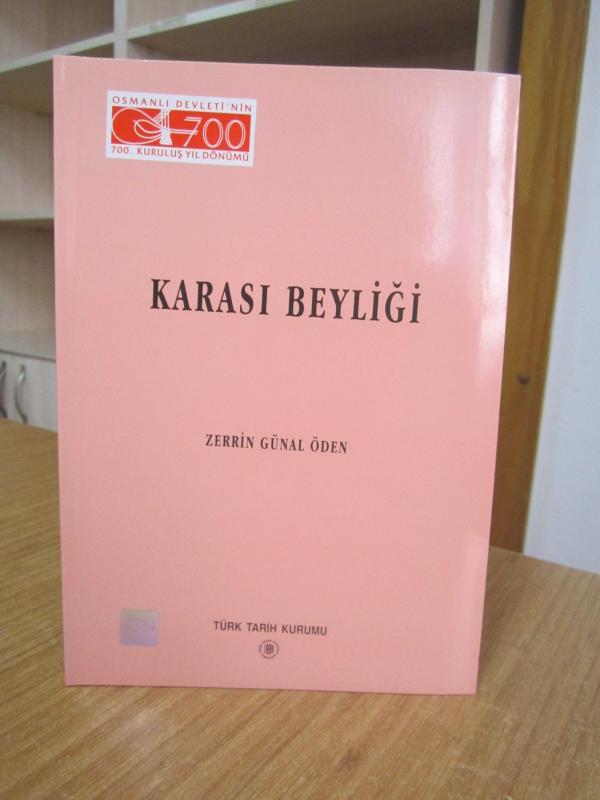 OSMANLI DEVLETİ'NİN
700
700. KURULUŞ YIL DÖNÜMÜ
KARASI BEYLİĞİ
ZERRİN GÜNAL ÖDEN
TÜRK TARİH KURUMU